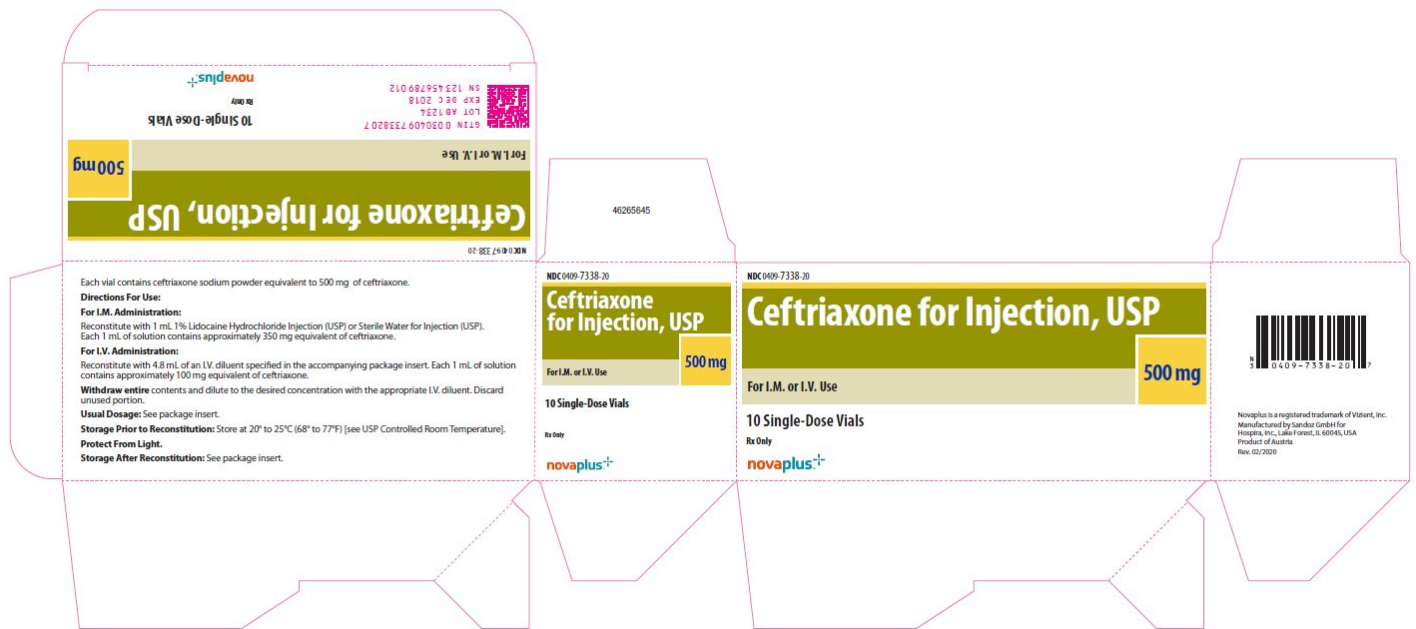 novaplus
Rx Only
10 Single-Dose Vials
SN 123456789012
EXP DEC 2018
LOT AB1234
GTIN 00304097338207
For I.M. or I.V. Use
500 mg
Ceftriaxone for Injection, USP
NDC 0409-7338-20
Each vial contains ceftriaxone sodium powder equivalent to 500 mg of ceftriaxone.
Directions For Use:
For I.M. Administration:
Reconstitute with 1 mL 1% Lidocaine Hydrochloride Injection (USP) or Sterile Water for Injection (USP).
Each 1 mL of solution contains approximately 350 mg equivalent of ceftriaxone.
For I.V. Administration:
Reconstitute with 4.8 mL of an I.V. diluent specified in the accompanying package insert. Each 1 mL of solution
contains approximately 100 mg equivalent of ceftriaxone.
Withdraw entire contents and dilute to the desired concentration with the appropriate I.V. diluent. Discard
unused portion.
Usual Dosage: See package insert.
Storage Prior to Reconstitution: Store at 20° to 25°C (68° to 77°F) [see USP Controlled Room Temperature].
Protect From Light.
Storage After Reconstitution: See package insert.
46265645
NDC 0409-7338-20
Ceftriaxone
for Injection, USP
500 mg
For I.M. or I.V. Use
10 Single-Dose Vials
Rx Only
novaplus
NDC 0409-7338-20
Ceftriaxone for Injection, USP
500 mg
For I.M. or I.V. Use
10 Single-Dose Vials
Rx Only
novaplus
N
3 0409-7338-20 7
Novaplus is a registered trademark of Vizient, Inc.
Manufactured by Sandoz GmbH for
Hospira, Inc., Lake Forest, IL 60045, USA
Product of Austria
Rev. 02/2020